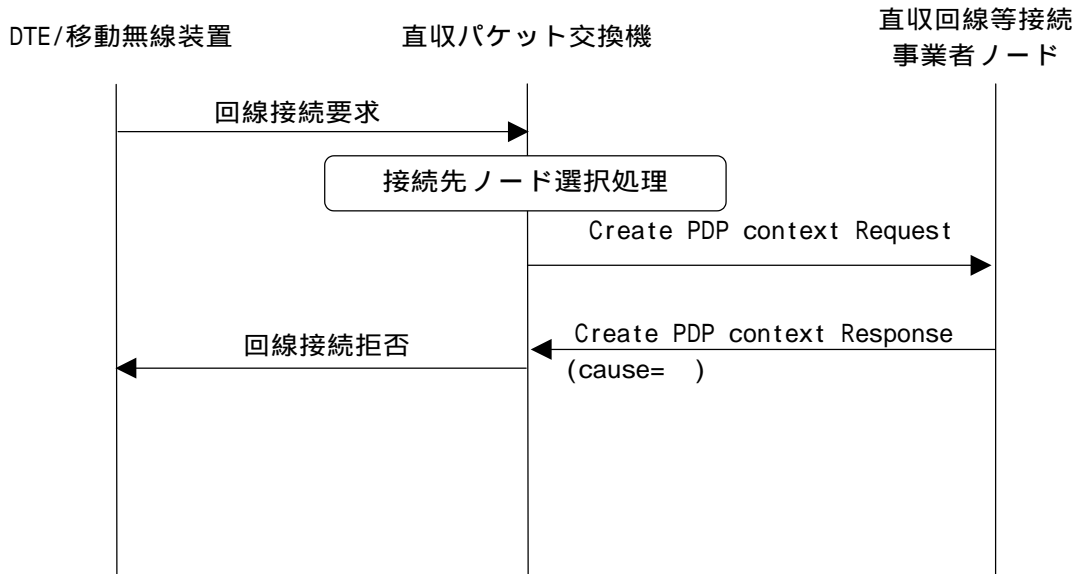 DTE/移動無線装置
直収パケット交換機
直収回線等接続
事業者ノード
回線接続要求
接続先ノード選択処理
Create PDP context Request
Create PDP context Response
(cause=　)
回線接続拒否